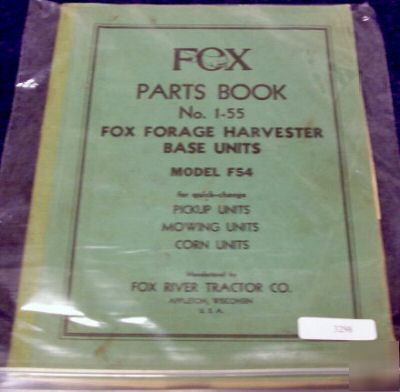 FOX
PARTS BOOK
No. 1-55
FOX FORAGE HARVESTER
BASE UNITS
MODEL FS4
for quick-change
PICKUP UNITS
MOWING UNITS
CORN UNITS
Manufactured by
FOX RIVER TRACTOR CO.
APPLETON, WISCONSIN
U. S. A.
3298